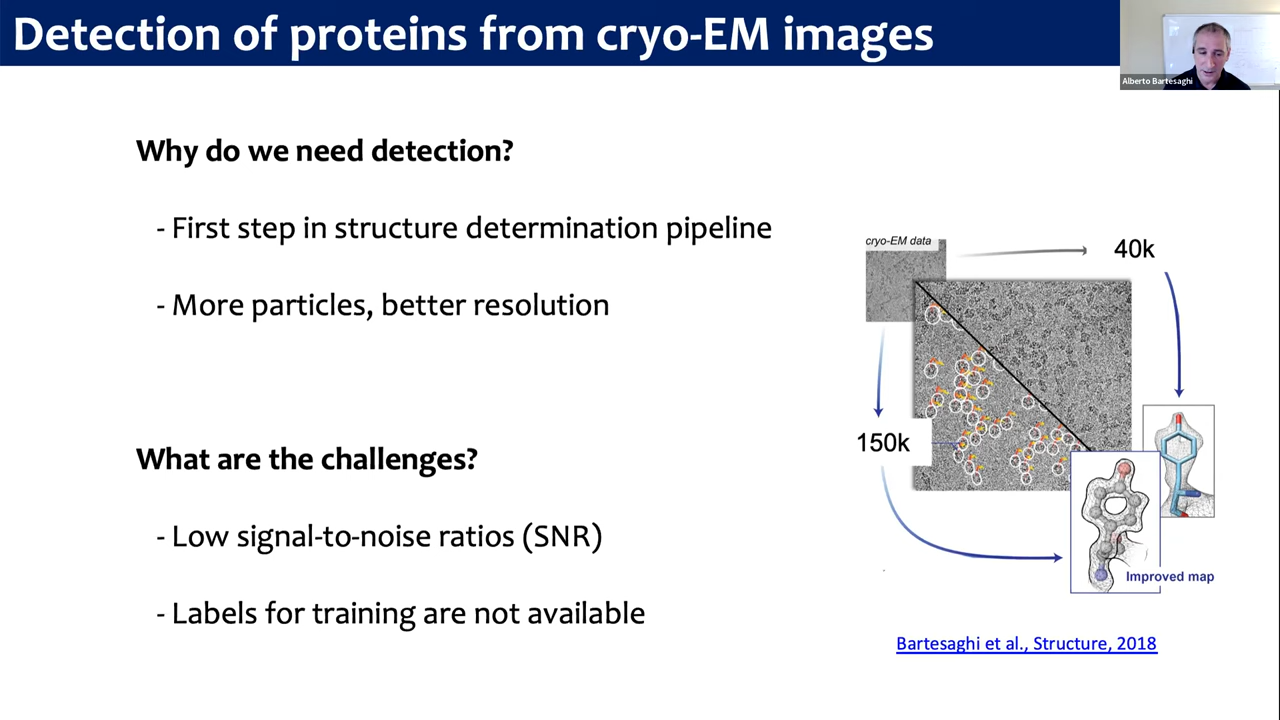 Detection of proteins from cryo-EM images
Alberto Bartesaghi
Why do we need detection?
- First step in structure determination pipeline
- More particles, better resolution
What are the challenges?
- Low signal-to-noise ratios (SNR)
- Labels for training are not available
cryo-EM data
40k
150k
Improved map
Bartesaghi et al., Structure, 2018